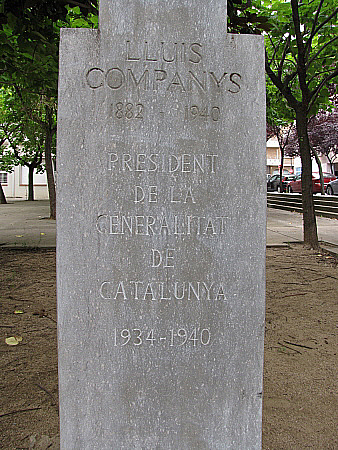 LLUIS
COMPANYS
1882 - 1940
PRESIDENT
DE LA
GENERALITAT
DE
CATALUNYA
1934-1940